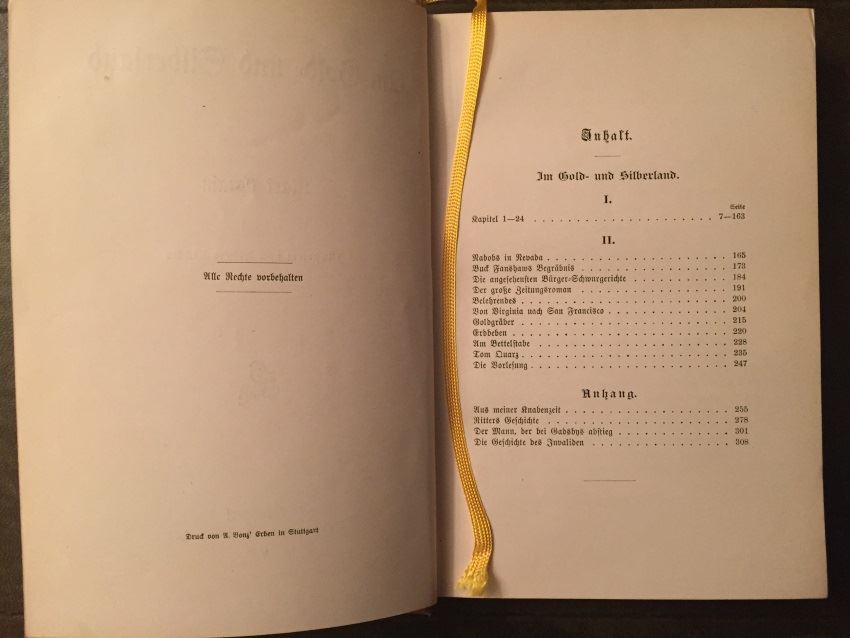 Alle Rechte vorbehalten
Druck von A. Bonz' Erben in Stuttgart
Inhalt.
Im Gold- und Silberland.
I.
Seite
Kapitel 1—24 . . . . . . . . . . . . . . . . . . . . . . 7—163
II.
Nabobs in Nevada . . . . . . . . . . . . . . . . . . . . 165
Buck Fanshaws Begräbnis . . . . . . . . . . . . . . . . 173
Die angesehensten Bürger-Schwurgerichte . . . . . . . . . . 184
Der große Zeitungsroman . . . . . . . . . . . . . . . . 191
Belehrendes . . . . . . . . . . . . . . . . . . . . . . 200
Von Virginia nach San Francisco . . . . . . . . . . . . . 204
Goldgräber . . . . . . . . . . . . . . . . . . . . . . 215
Erdbeben . . . . . . . . . . . . . . . . . . . . . . . 220
Am Bettelstabe . . . . . . . . . . . . . . . . . . . . . 228
Tom Quarz . . . . . . . . . . . . . . . . . . . . . . . 235
Die Vorlesung . . . . . . . . . . . . . . . . . . . . . 247
Anhang.
Aus meiner Knabenzeit . . . . . . . . . . . . . . . . . . 255
Ritters Geschichte . . . . . . . . . . . . . . . . . . . 278
Der Mann, der bei Gadsbys abstieg . . . . . . . . . . . . 301
Die Geschichte des Invaliden . . . . . . . . . . . . . . . 308